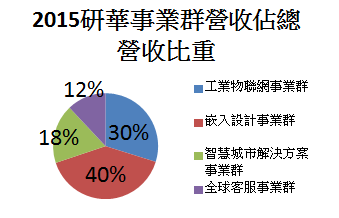 2015研華事業群營收佔總
營收比重
12%
30%
18%
40%
工業物聯網事業群
嵌入設計事業群
智慧城市解決方案
事業群
全球客服事業群